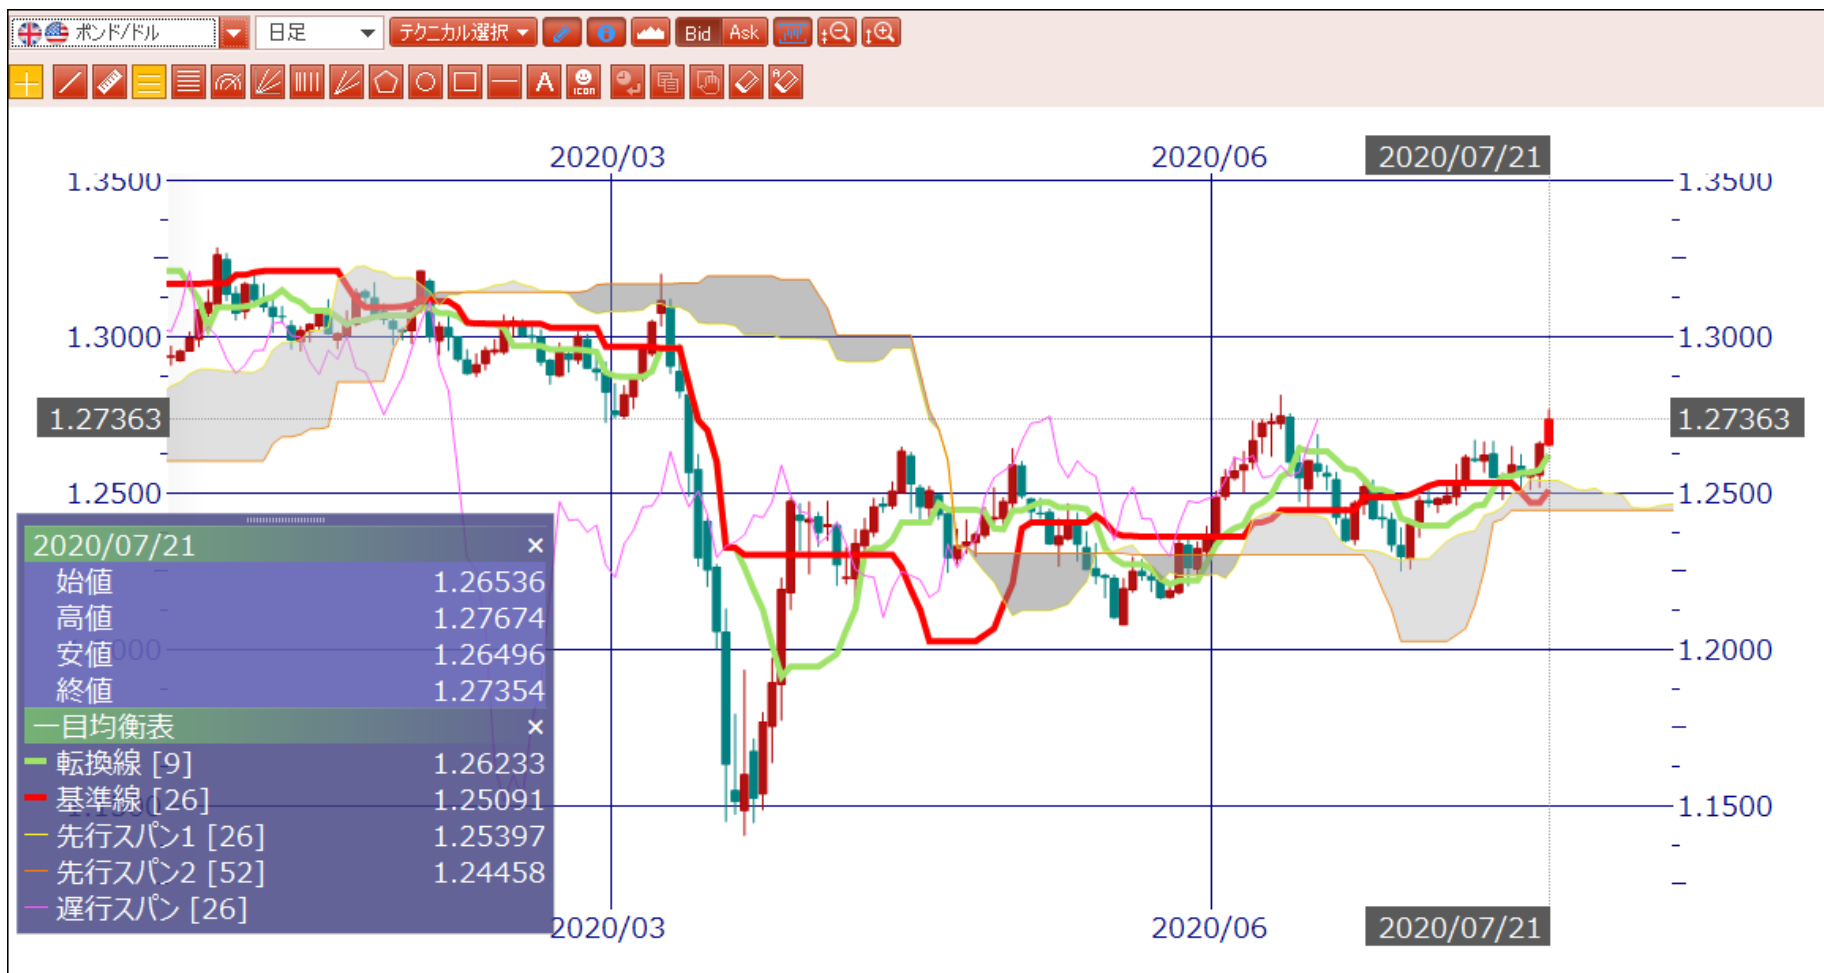 ポンド/ドル 日足 テクニカル選択 Bid Ask
A icon A
2020/03 2020/06 2020/07/21
1.3500 1.3500
1.3000 1.3000
1.27363 1.27363
1.2500 1.2500
2020/07/21 ×
始値 1.26536
高値 1.27674
安値 1.26496
1.2000
終値 1.27354
一目均衡表 ×
転換線 [9] 1.26233
基準線 [26] 1.25091
1.1500
先行スパン1 [26] 1.25397
先行スパン2 [52] 1.24458
遅行スパン [26]
2020/03 2020/06 2020/07/21